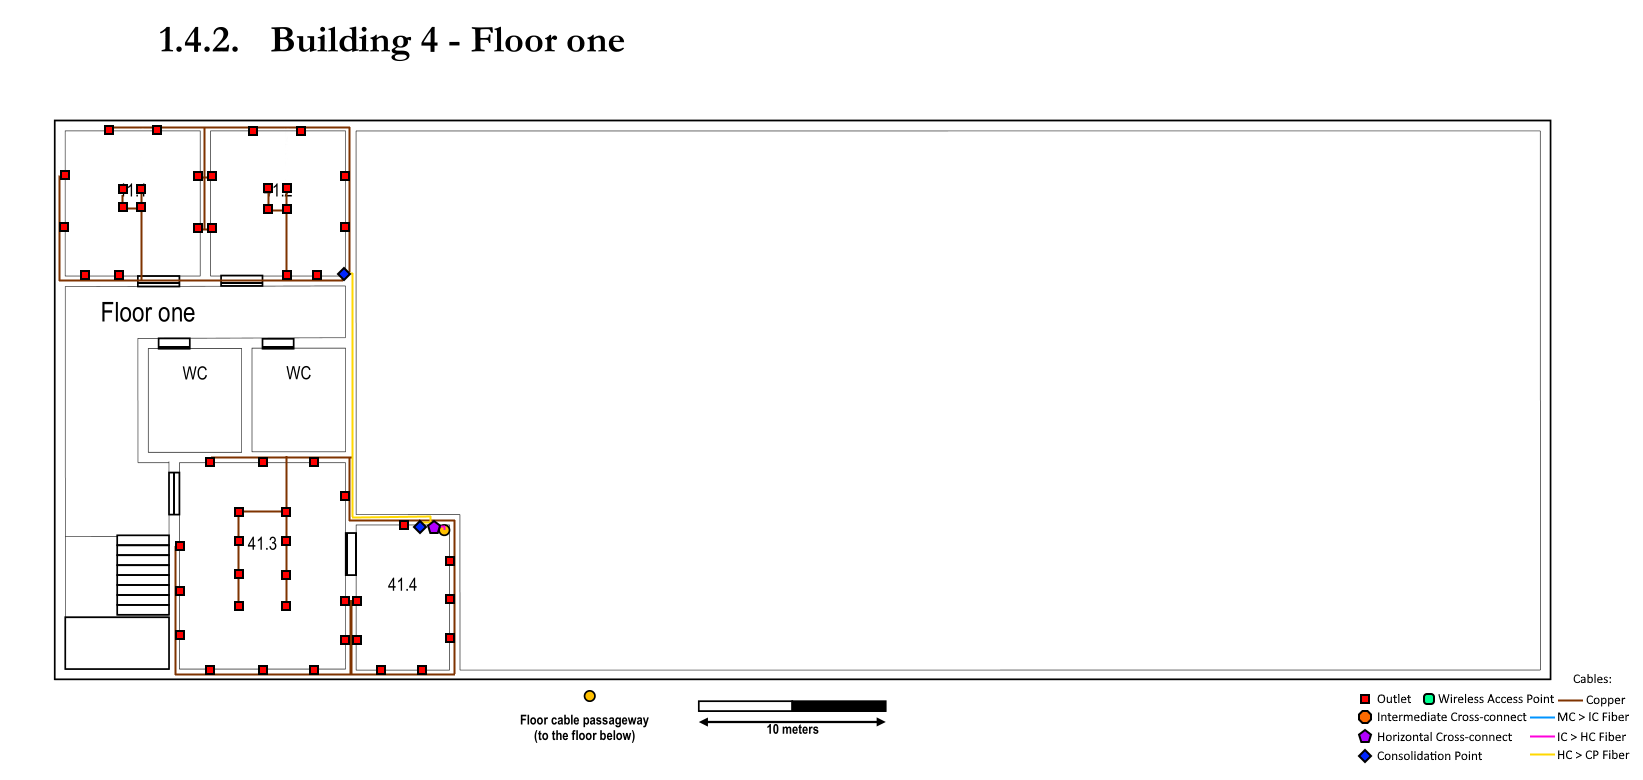 1.4.2. Building 4 - Floor one
Floor one
WC WC
41.3
41.4
Floor cable passageway
(to the floor below)
10 meters
Cables:
Outlet Wireless Access Point Copper
Intermediate Cross-connect MC > IC Fiber
Horizontal Cross-connect IC > HC Fiber
Consolidation Point HC > CP Fiber